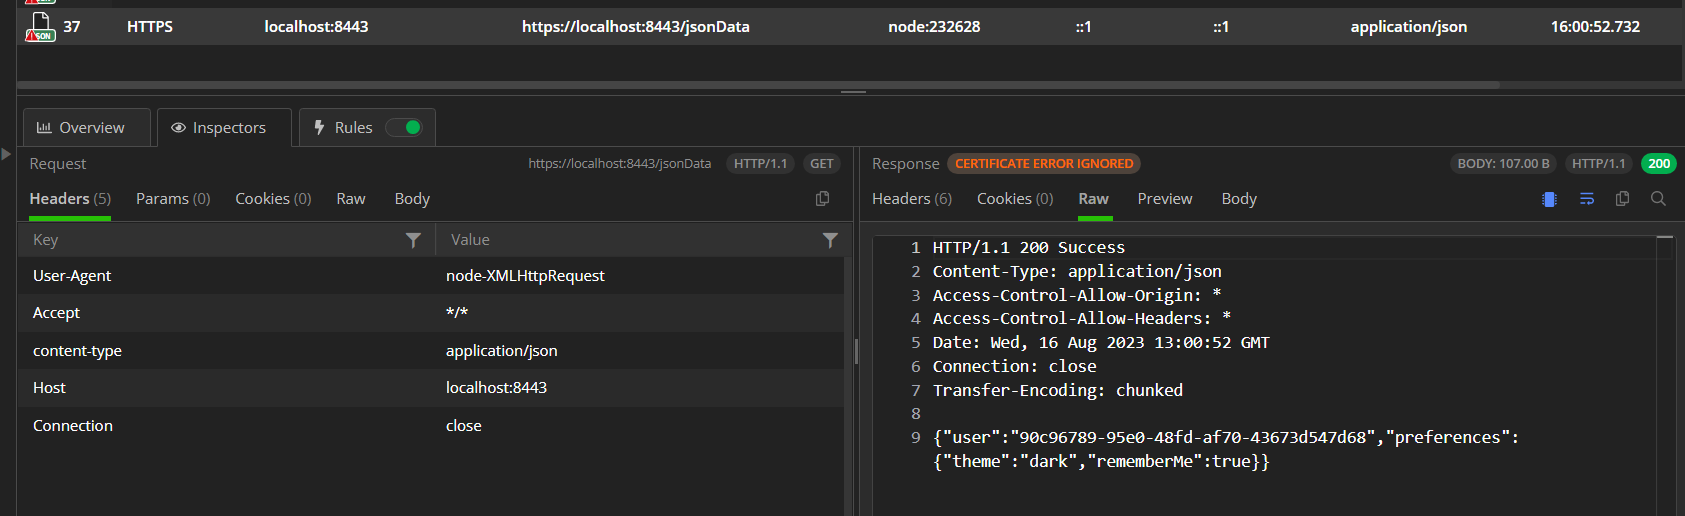 SON
37 HTTPS localhost:8443 https://localhost:8443/jsonData node:232628 ::1 ::1 application/json 16:00:52.732
SON
Overview Inspectors Rules
Request https://localhost:8443/jsonData HTTP/1.1 GET
Headers (5) Params (0) Cookies (0) Raw Body
Key Value
User-Agent node-XMLHttpRequest
Accept */*
content-type application/json
Host localhost:8443
Connection close
Response CERTIFICATE ERROR IGNORED BODY: 107.00 B HTTP/1.1 200
Headers (6) Cookies (0) Raw Preview Body
1 HTTP/1.1 200 Success
2 Content-Type: application/json
3 Access-Control-Allow-Origin: *
4 Access-Control-Allow-Headers: *
5 Date: Wed, 16 Aug 2023 13:00:52 GMT
6 Connection: close
7 Transfer-Encoding: chunked
8
9 {"user":"90c96789-95e0-48fd-af70-43673d547d68","preferences":
{"theme":"dark","rememberMe":true}}